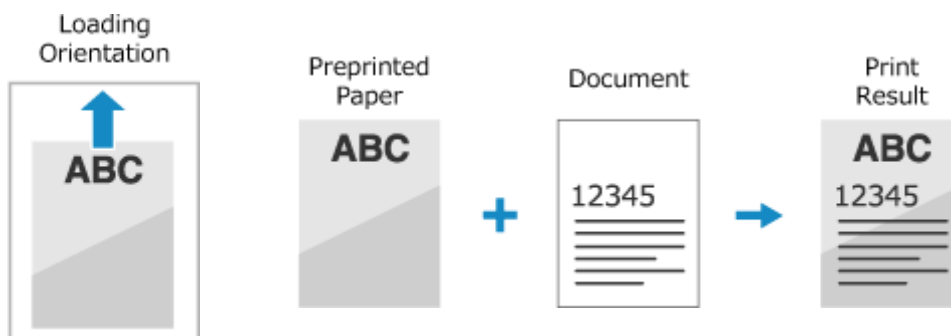 Loading
Orientation
ABC
Preprinted
Paper
ABC
Document
12345
Print
Result
ABC
12345